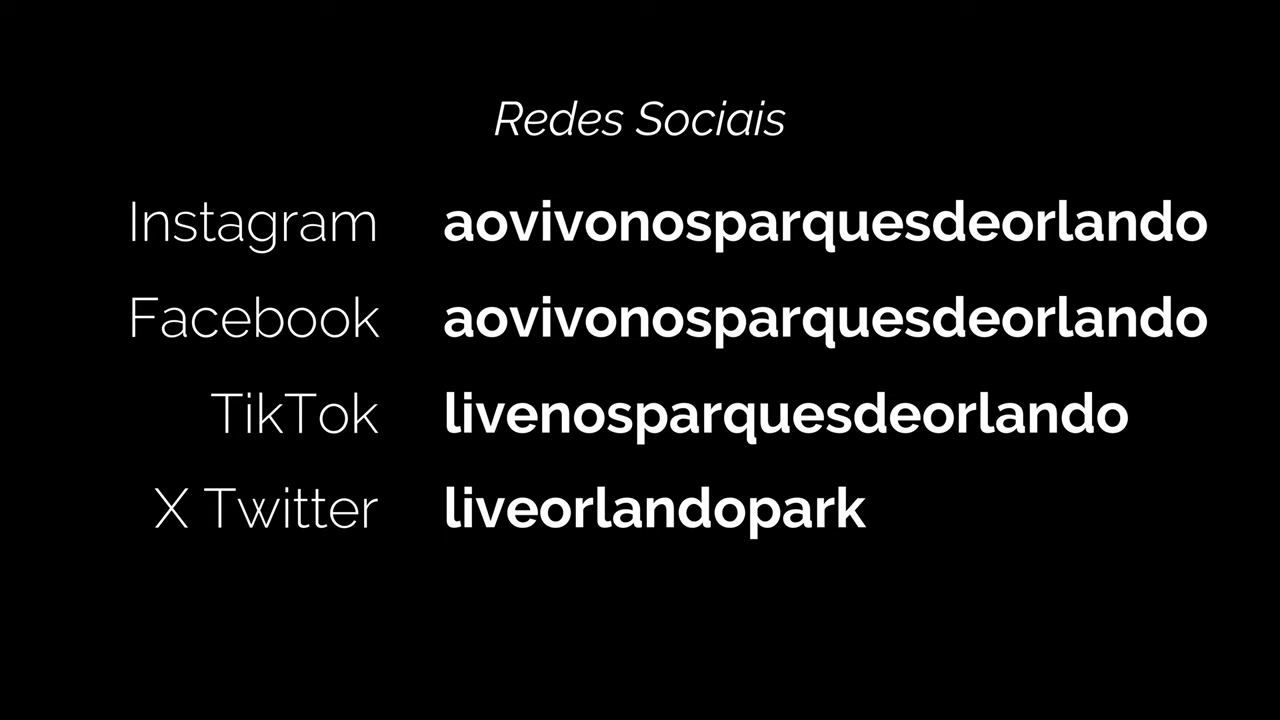 Redes Sociais
Instagram aovivonosparquesdeorlando
Facebook aovivonosparquesdeorlando
TikTok livenosparquesdeorlando
X Twitter liveorlandopark